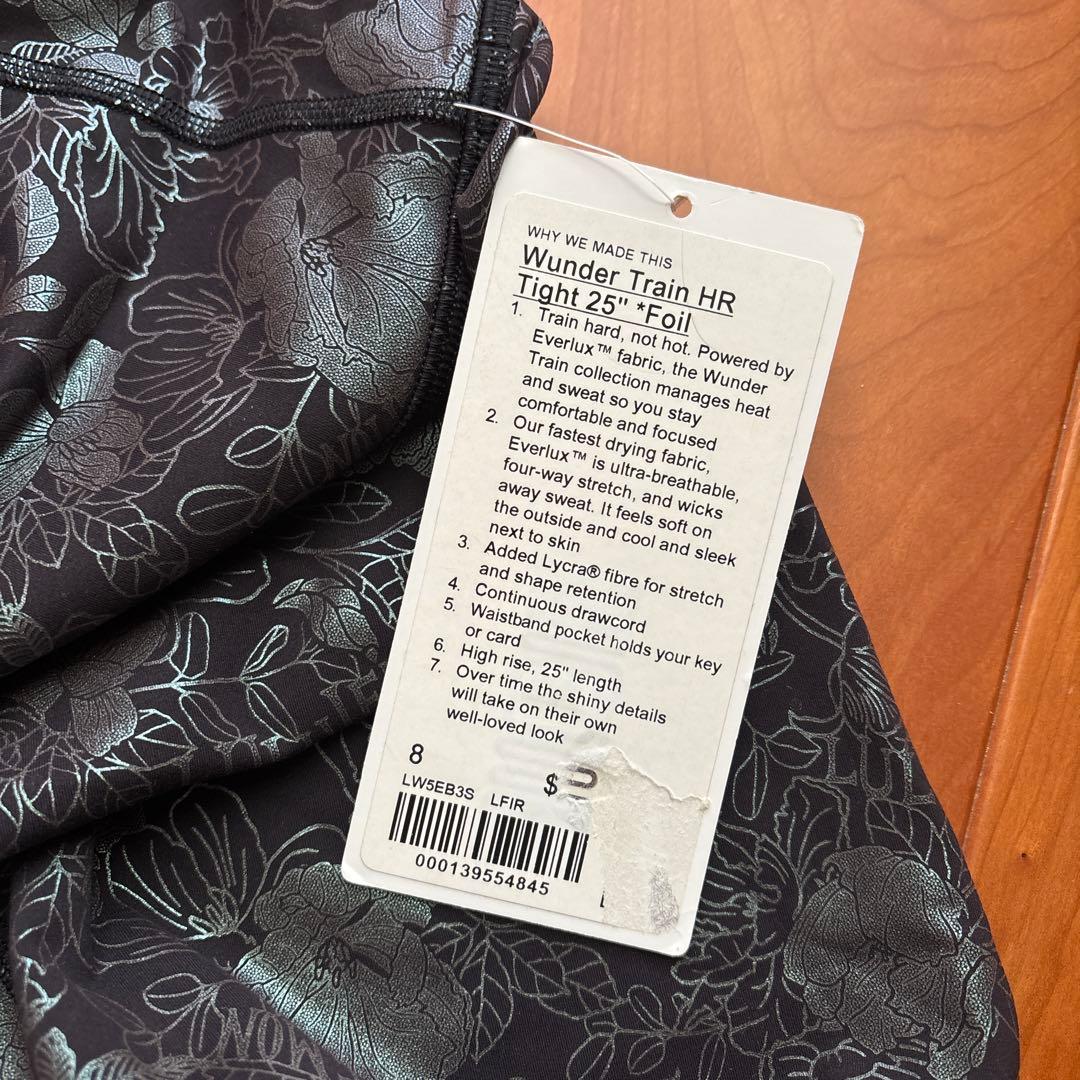 WHY WE MADE THIS
Wunder Train HR
Tight 25" *Foil
1. Train hard, not hot. Powered by
Everlux™ fabric, the Wunder
Train collection manages heat
and sweat so you stay
comfortable and focused
2. Our fastest drying fabric,
Everlux™ is ultra-breathable,
four-way stretch, and wicks
away sweat. It feels soft on
the outside and cool and sleek
next to skin
3. Added Lycra® fibre for stretch
and shape retention
4. Continuous drawcord
5. Waistband pocket holds your key
or card
6. High rise, 25" length
7. Over time the shiny details
will take on their own
well-loved look
8
$
LW5EB3S LFIR
000139554845